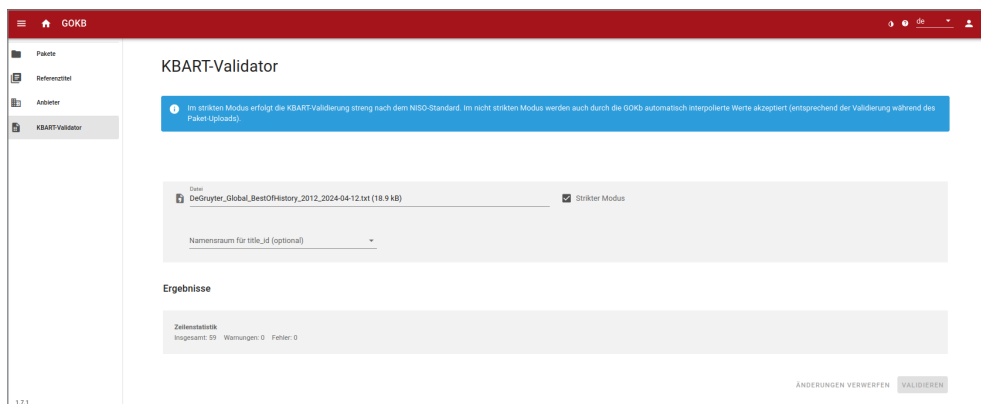 GOKB
de
Pakete
Referenztitel
Anbieter
KBART-Validator
KBART-Validator
Im strikten Modus erfolgt die KBART-Validierung streng nach dem NISO-Standard. Im nicht strikten Modus werden auch durch die GOKb automatisch interpolierte Werte akzeptiert (entsprechend der Validierung während des
Paket-Uploads).
Datei
DeGruyter_Global_BestOfHistory_2012_2024-04-12.txt (18.9 kB)
Strikter Modus
Namensraum für title_id (optional)
Ergebnisse
Zeilenstatistik
Insgesamt: 59 Warnungen: 0 Fehler: 0
ÄNDERUNGEN VERWERFEN VALIDIEREN
1.7.1